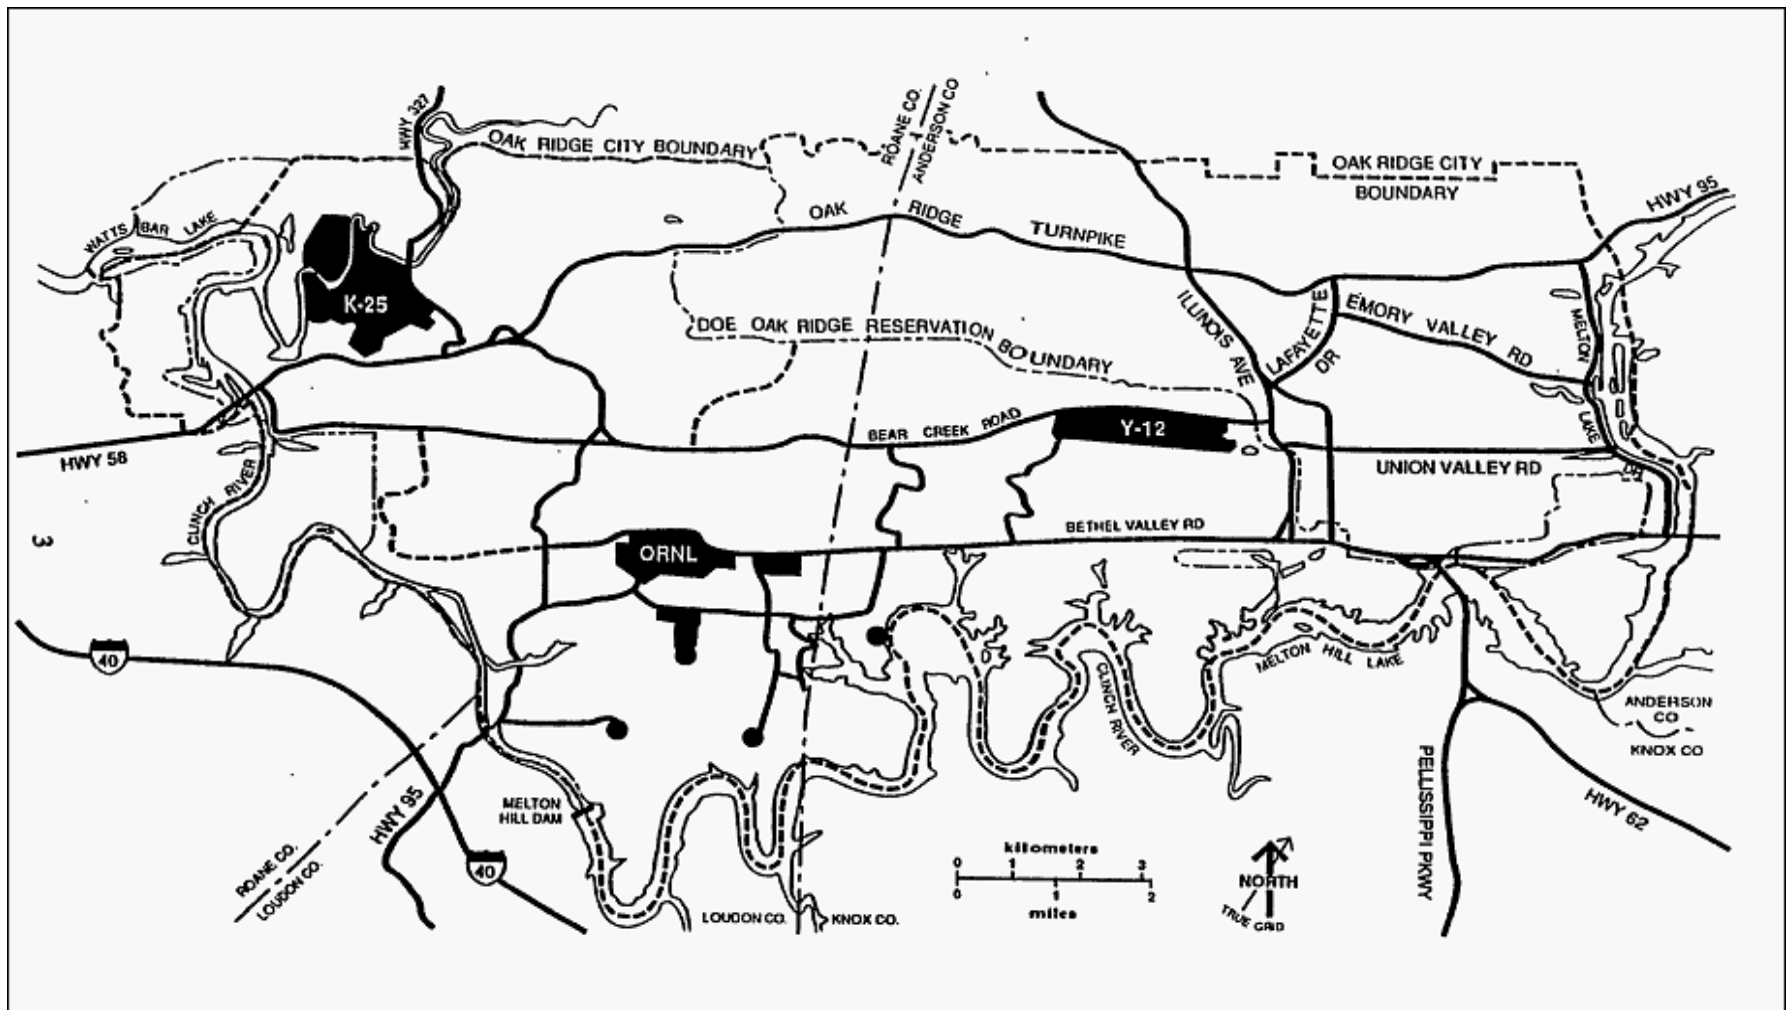 HWY 327
OAK RIDGE CITY BOUNDARY
ROANE CO.
ANDERSON CO
OAK RIDGE CITY
BOUNDARY
HWY 95
WATTS BAR LAKE
OAK RIDGE TURNPIKE
K-25
DOE OAK RIDGE RESERVATION BOUNDARY
ILLINOIS AVE
LAFAYETTE
DR
EMORY VALLEY RD
MELTON
LAKE
DR
HWY 58
BEAR CREEK ROAD
Y-12
UNION VALLEY RD
CLINCH RIVER
3
BETHEL VALLEY RD
ORNL
40
MELTON HILL LAKE
CLINCH RIVER
ANDERSON
CO
KNOX CO
MELTON
HILL DAM
HWY 95
PELLISSIPPI PKWY
HWY 62
ROANE CO.
LOUDON CO.
40
kilometers
0 1 2 3
0 1 2
miles
NORTH
TRUE GRID
LOUDON CO.
KNOX CO.